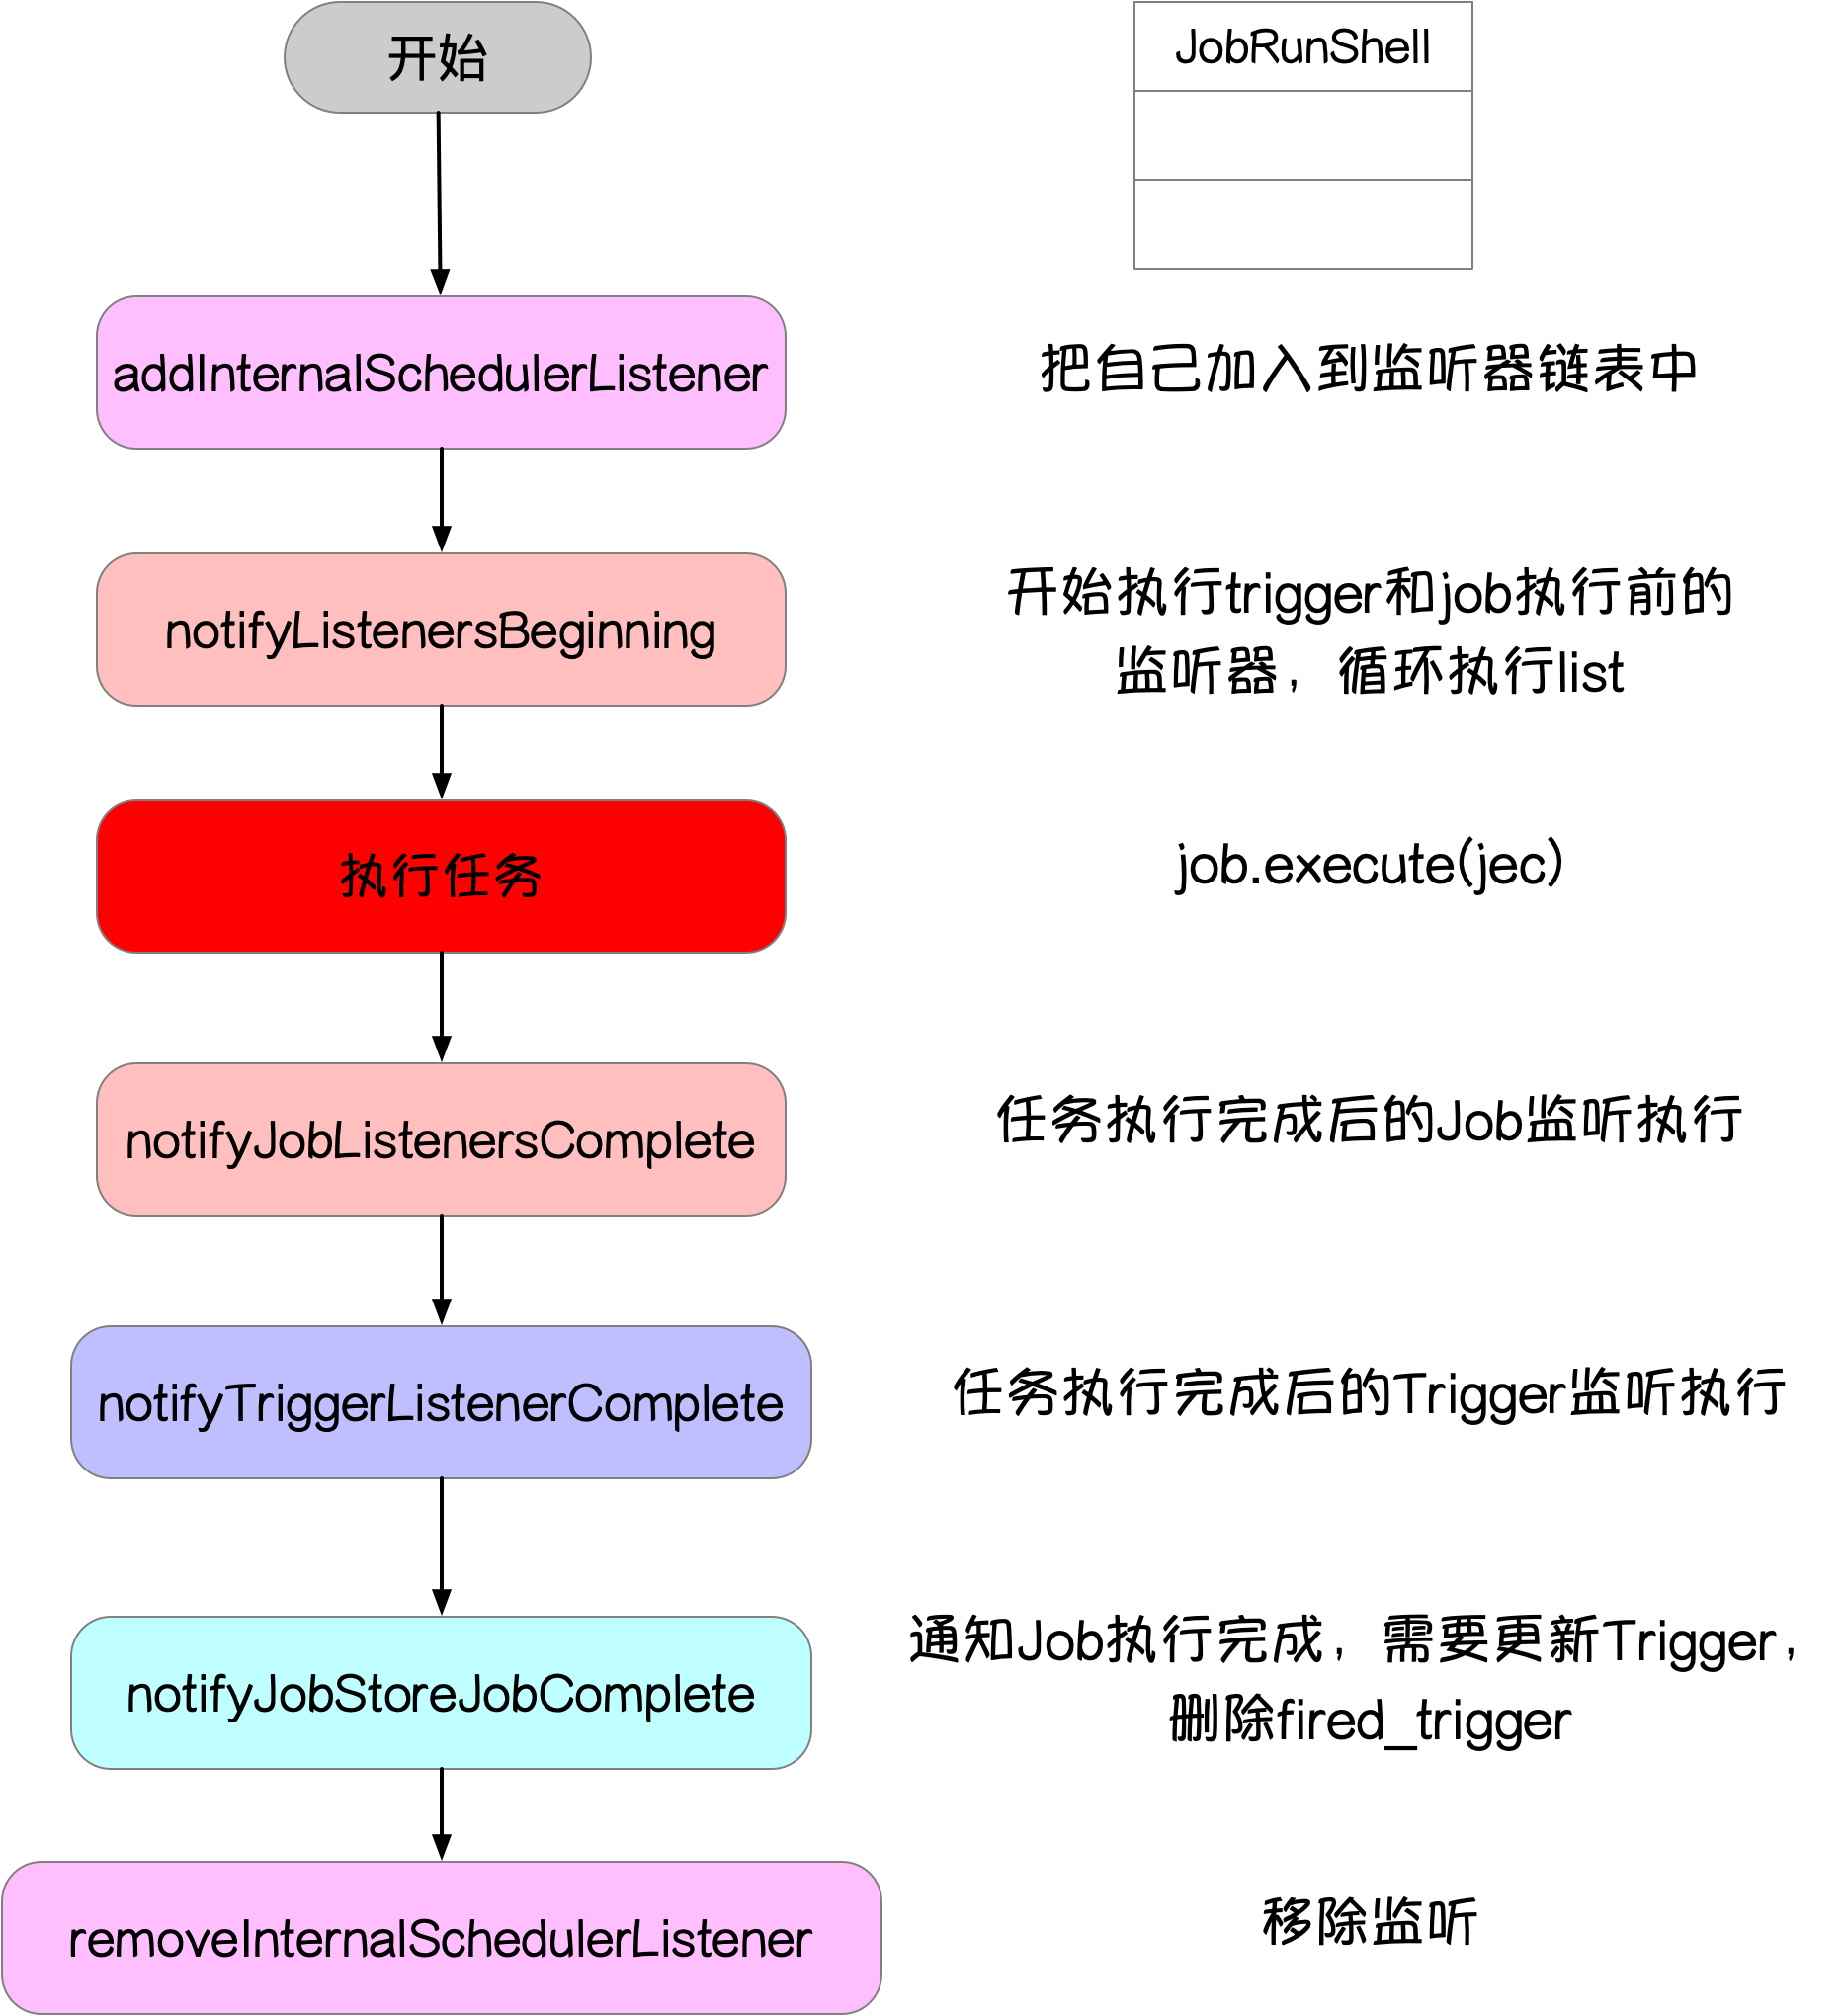 开始
JobRunShell
addInternalSchedulerListener
把自己加入到监听器链表中
notifyListenersBeginning
开始执行trigger和job执行前的
监听器，循环执行list
执行任务
job.execute(jec)
notifyJobListenersComplete
任务执行完成后的Job监听执行
notifyTriggerListenerComplete
任务执行完成后的Trigger监听执行
notifyJobStoreJobComplete
通知Job执行完成，需要更新Trigger，
删除fired_trigger
removeInternalSchedulerListener
移除监听